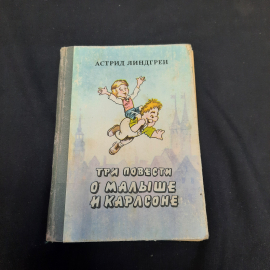 АСТРИД ЛИНДГРЕН
ТРИ ПОВЕСТИ
О МАЛЫШЕ
И КАРЛСОНЕ